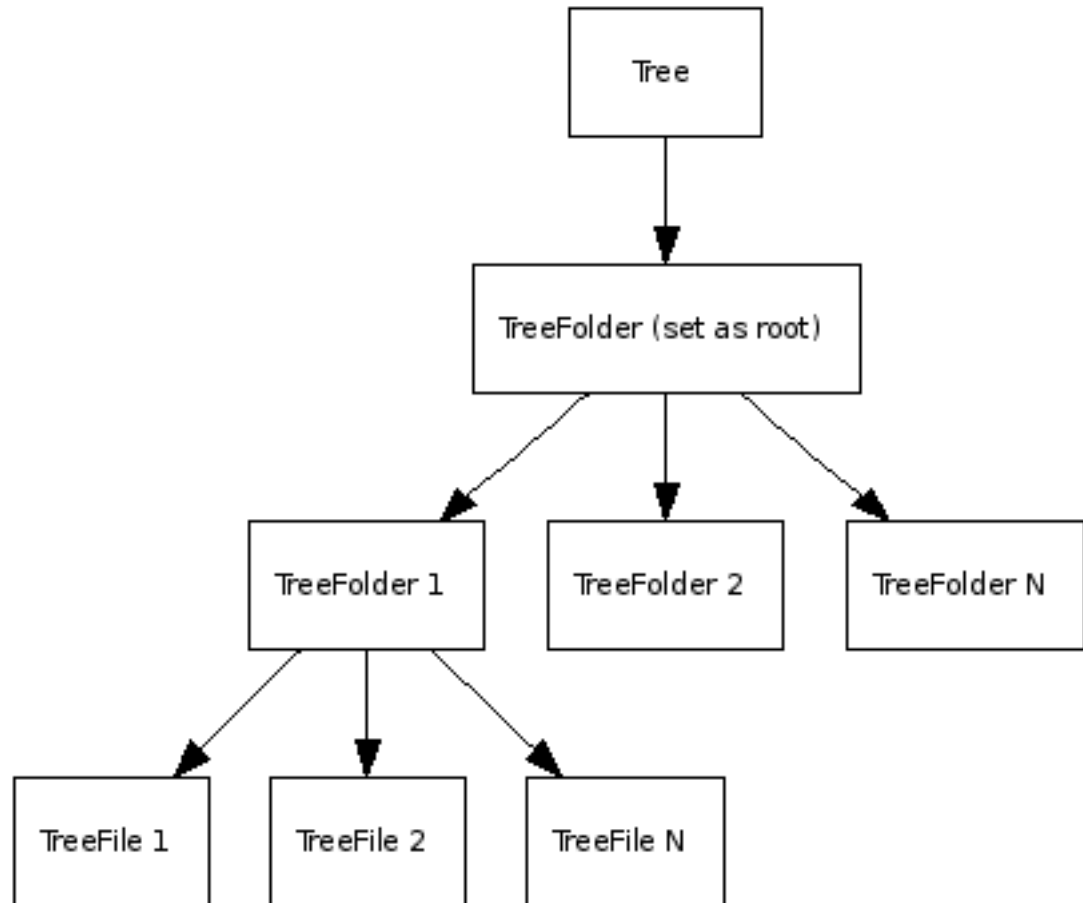 Tree
TreeFolder (set as root)
TreeFolder 1
TreeFolder 2
TreeFolder N
TreeFile 1
TreeFile 2
TreeFile N